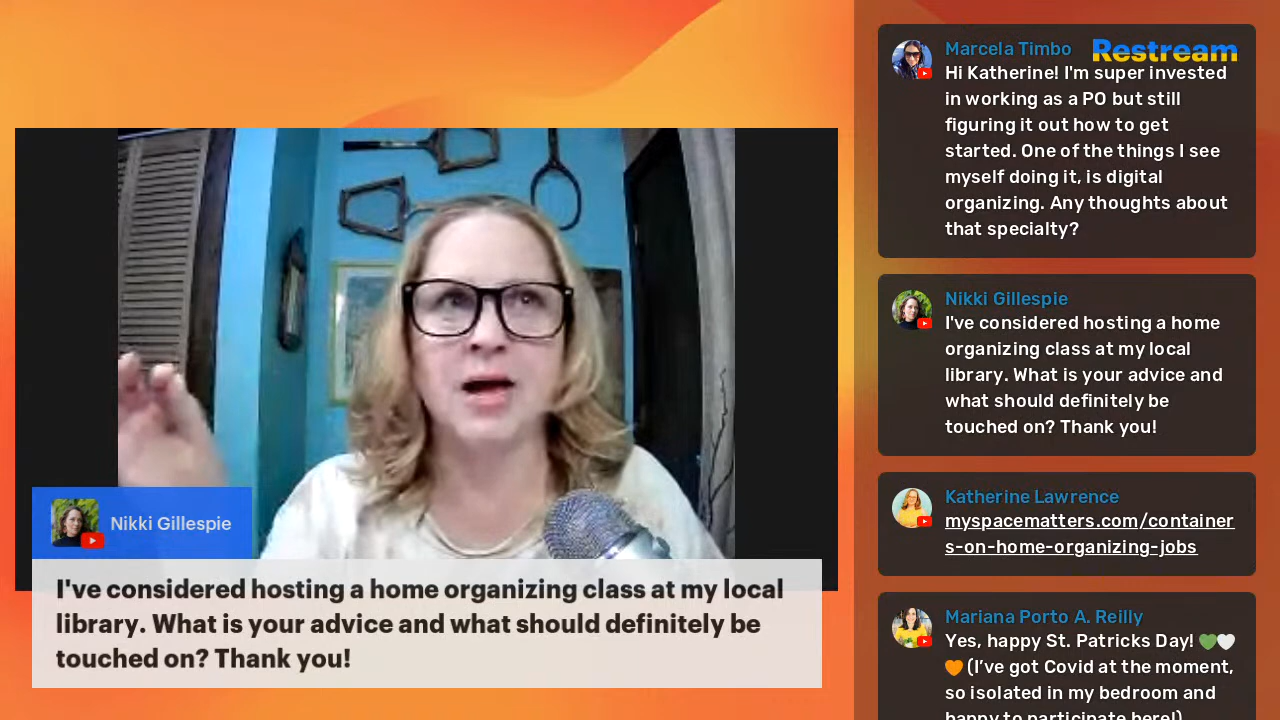 Nikki Gillespie
I've considered hosting a home organizing class at my local
library. What is your advice and what should definitely be
touched on? Thank you!
Restream
Marcela Timbo
Hi Katherine! I'm super invested
in working as a PO but still
figuring it out how to get
started. One of the things I see
myself doing it, is digital
organizing. Any thoughts about
that specialty?
Nikki Gillespie
I've considered hosting a home
organizing class at my local
library. What is your advice and
what should definitely be
touched on? Thank you!
Katherine Lawrence
myspacematters.com/container
s-on-home-organizing-jobs
Mariana Porto A. Reilly
Yes, happy St. Patricks Day! 💚🤍
🧡 (I’ve got Covid at the moment,
so isolated in my bedroom and
happy to participate here!)